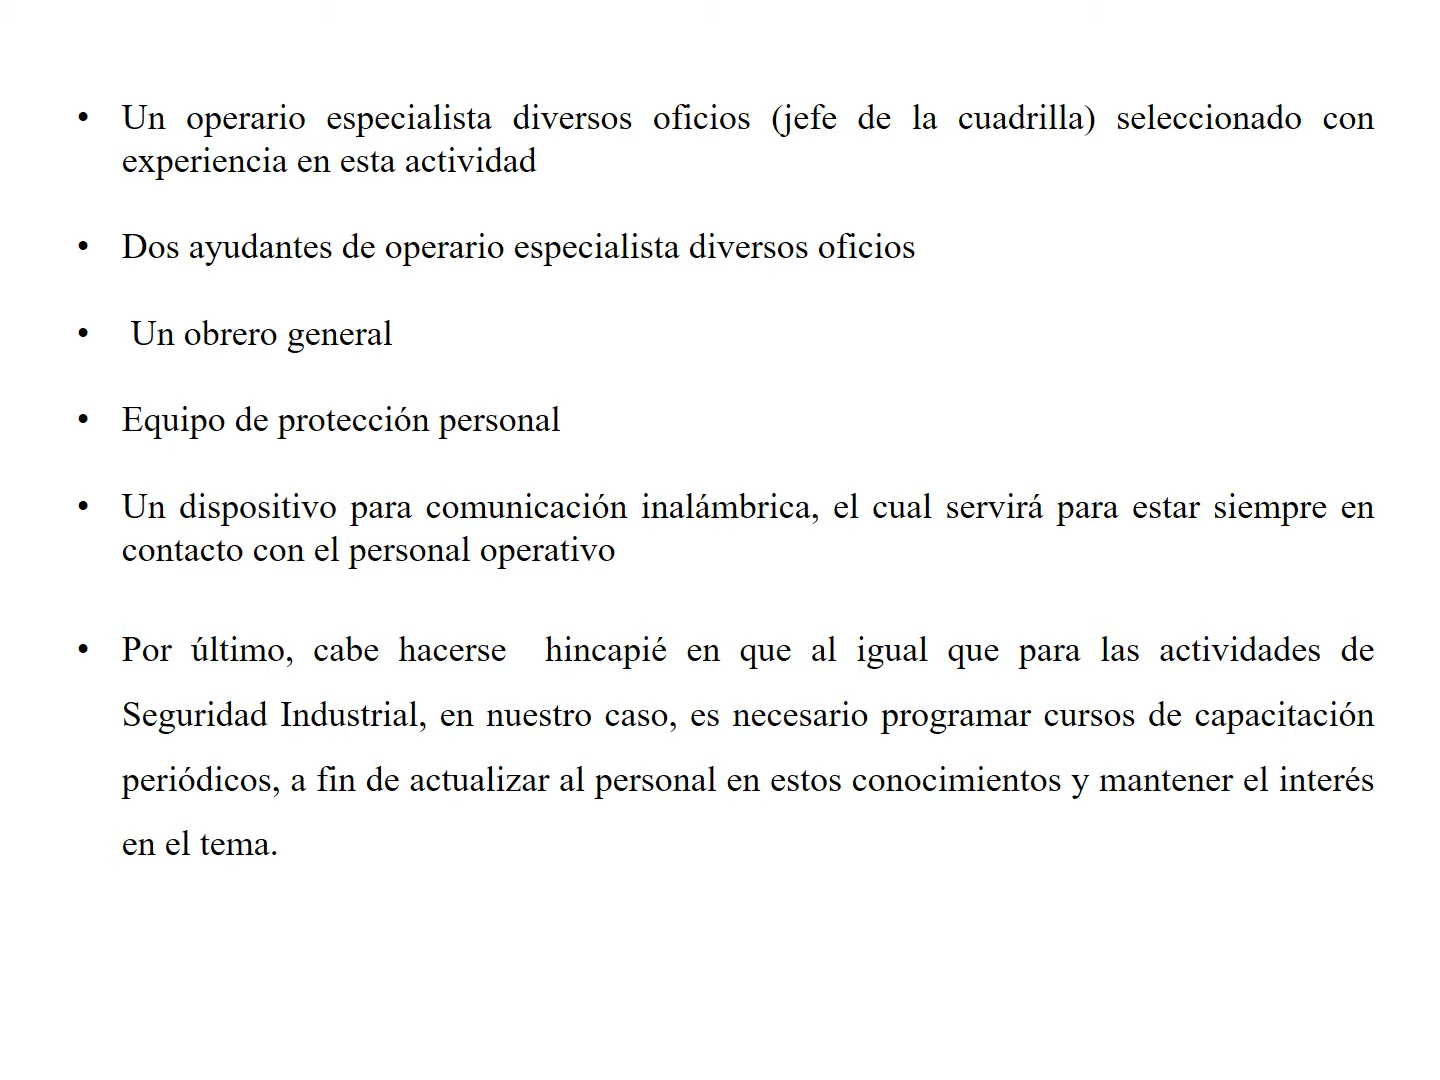 • Un operario especialista diversos oficios (jefe de la cuadrilla) seleccionado con
experiencia en esta actividad
• Dos ayudantes de operario especialista diversos oficios
• Un obrero general
• Equipo de protección personal
• Un dispositivo para comunicación inalámbrica, el cual servirá para estar siempre en
contacto con el personal operativo
• Por último, cabe hacerse  hincapié en que al igual que para las actividades de
Seguridad Industrial, en nuestro caso, es necesario programar cursos de capacitación
periódicos, a fin de actualizar al personal en estos conocimientos y mantener el interés
en el tema.